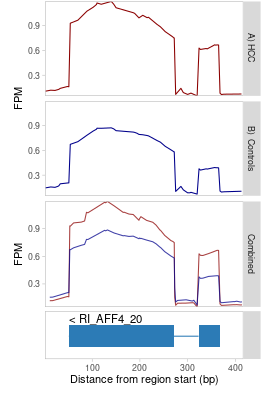 0.9
0.6
0.3
A) HCC
FPM
0.9
0.6
0.3
B) Controls
0.9
0.6
0.3
FPM
Combined
< RI_AFF4_20
100 200 300 400
Distance from region start (bp)